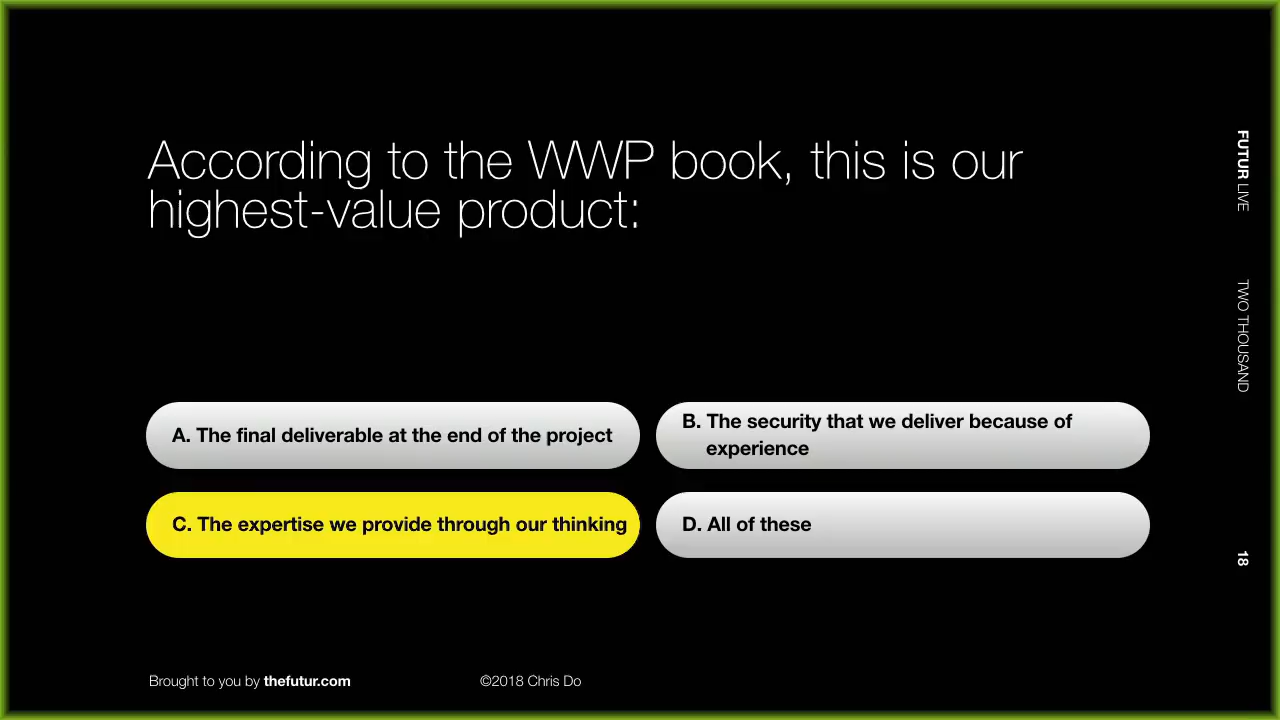 According to the WWP book, this is our
highest-value product:
A. The final deliverable at the end of the project
B. The security that we deliver because of
experience
C. The expertise we provide through our thinking
D. All of these
FUTUR LIVE
TWO THOUSAND
18
Brought to you by thefutur.com
©2018 Chris Do